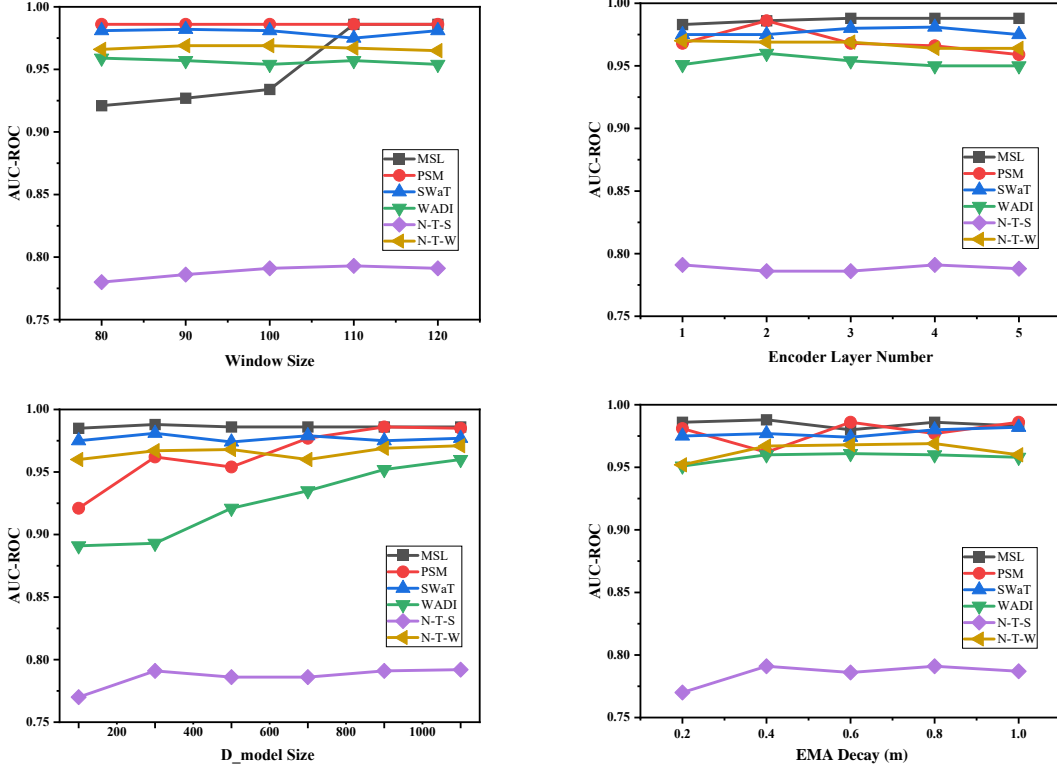 1.00
0.95
0.90
0.85
0.80
0.75
AUC-ROC
MSL
PSM
SWaT
WADI
N-T-S
N-T-W
80 90 100 110 120
Window Size
1.00
0.95
0.90
0.85
0.80
0.75
AUC-ROC
MSL
PSM
SWaT
WADI
N-T-S
N-T-W
1 2 3 4 5
Encoder Layer Number
1.00
0.95
0.90
0.85
0.80
0.75
AUC-ROC
MSL
PSM
SWaT
WADI
N-T-S
N-T-W
200 400 600 800 1000
D_model Size
1.00
0.95
0.90
0.85
0.80
0.75
AUC-ROC
MSL
PSM
SWaT
WADI
N-T-S
N-T-W
0.2 0.4 0.6 0.8 1.0
EMA Decay (m)